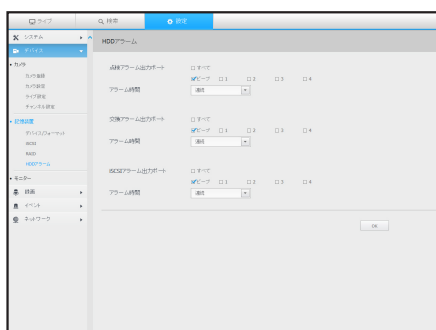 ライブ
検索
設定
システム
デバイス
カメラ
カメラ登録
カメラ設定
ライブ設定
チャンネル設定
記憶装置
デバイス/フォーマット
iSCSI
RAID
HDDアラーム
モニター
録画
イベント
ネットワーク
HDDアラーム
点検アラーム出力ポート
すべて
ビープ 1 2 3 4
アラーム時間 連続
交換アラーム出力ポート
すべて
ビープ 1 2 3 4
アラーム時間 連続
iSCSIアラーム出力ポート
すべて
ビープ 1 2 3 4
アラーム時間 連続
OK